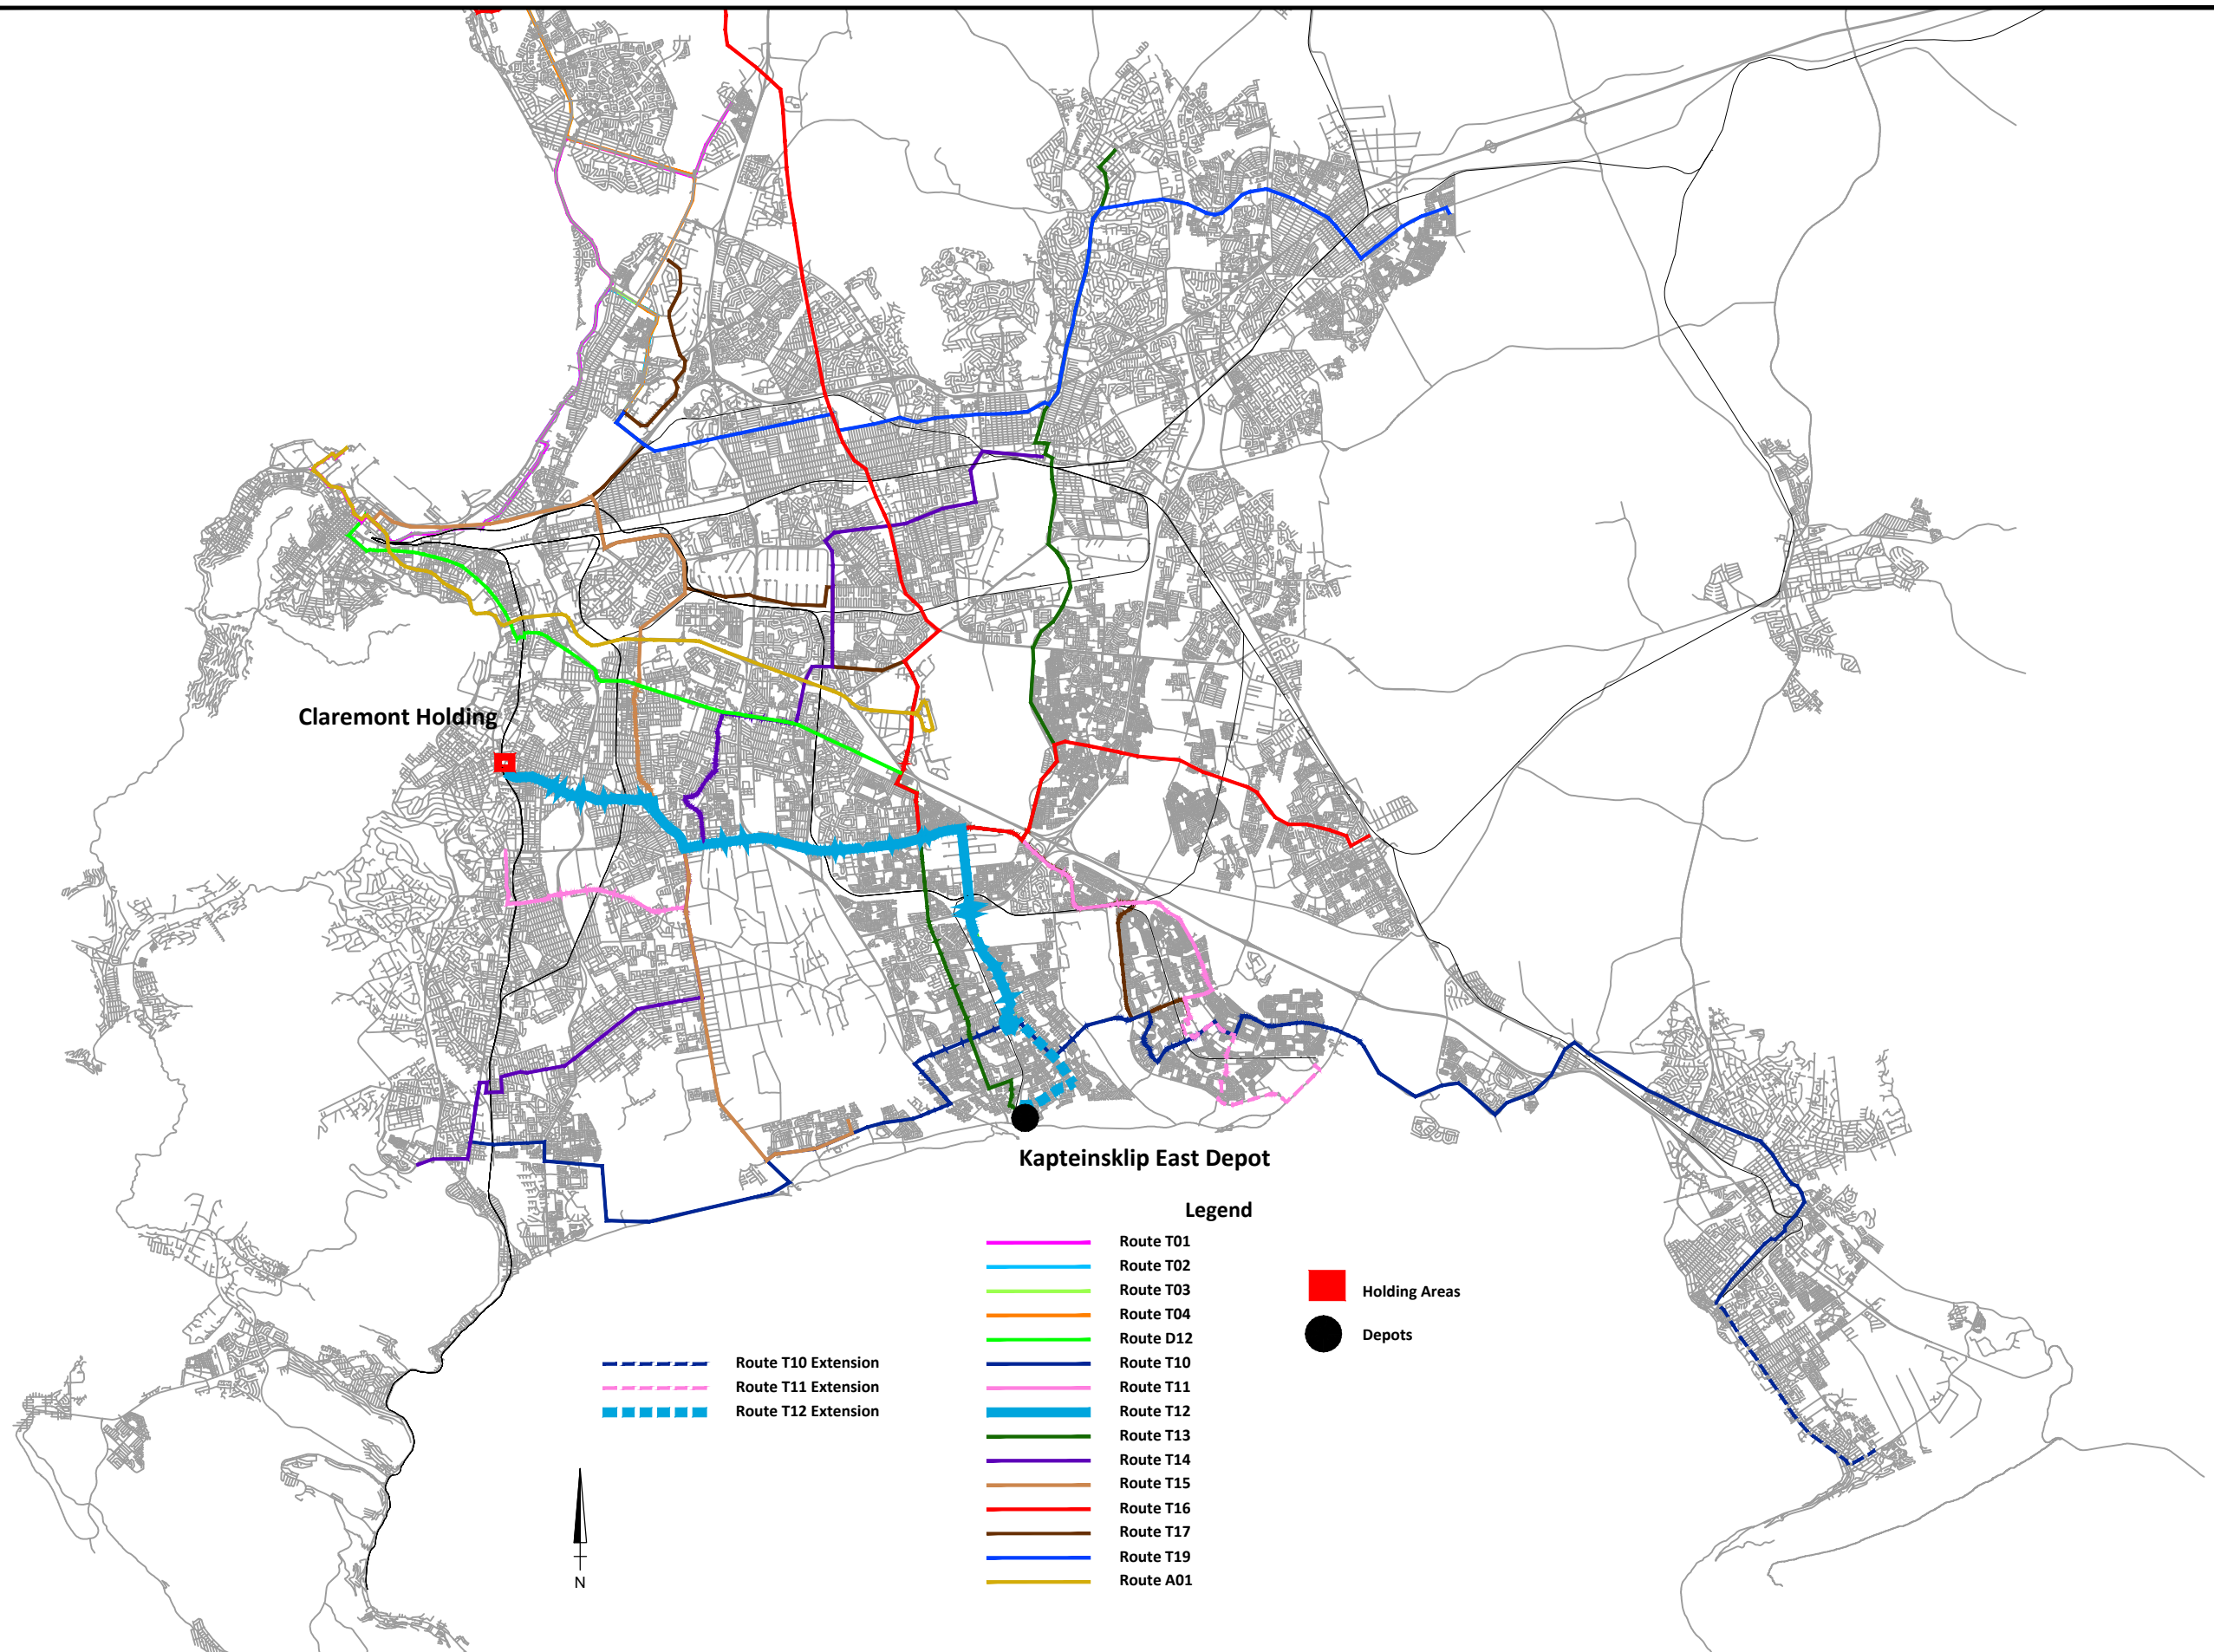 Claremont Holding
Kapteinsklip East Depot
Legend
Route T01
Route T02
Route T03
Route T04
Route D12
Route T10
Route T11
Route T12
Route T13
Route T14
Route T15
Route T16
Route T17
Route T19
Route A01
Route T10 Extension
Route T11 Extension
Route T12 Extension
Holding Areas
Depots
N